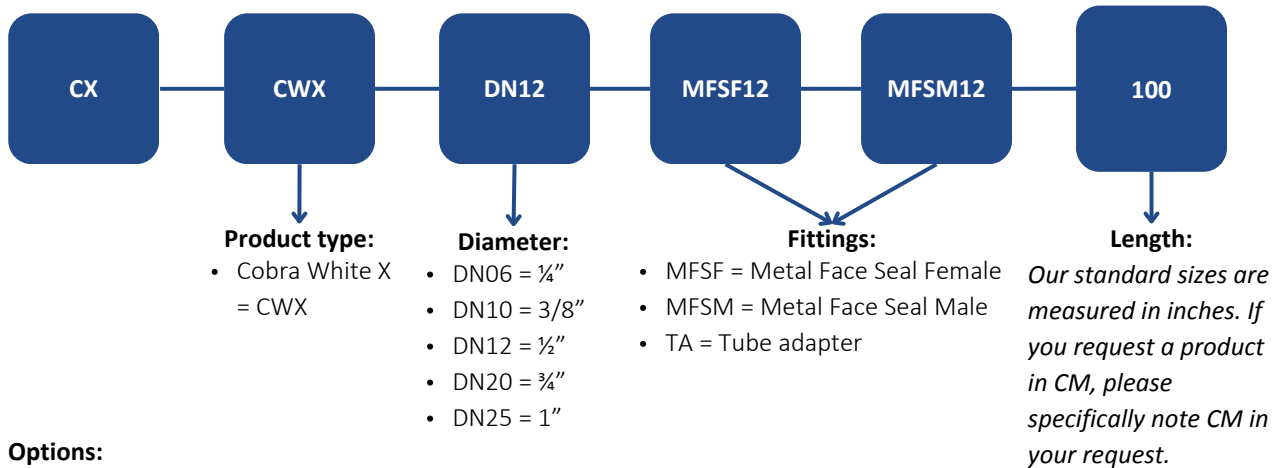 CX
CWX
DN12
MFSF12
MFSM12
100
Product type:
• Cobra White X
= CWX
Diameter:
• DN06 = ¼”
• DN10 = 3/8”
• DN12 = ½”
• DN20 = ¾”
• DN25 = 1”
Fittings:
• MFSF = Metal Face Seal Female
• MFSM = Metal Face Seal Male
• TA = Tube adapter
Length:
Our standard sizes are
measured in inches. If
you request a product
in CM, please
specifically note CM in
your request.
Options: